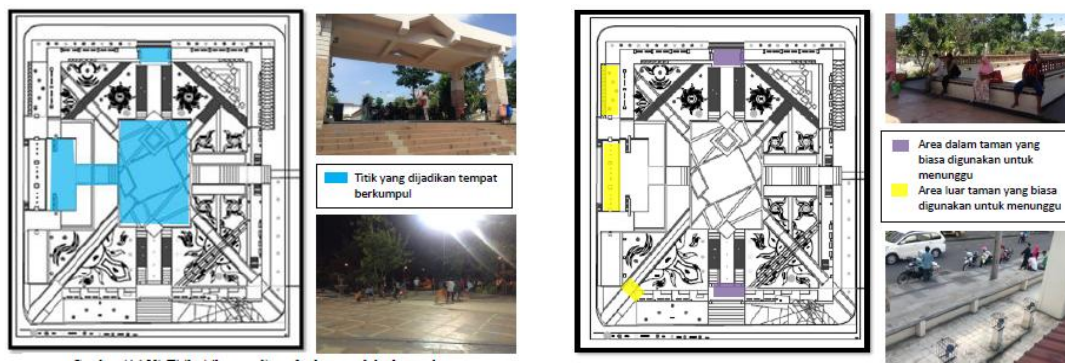 Titik yang dijadikan tempat
berkumpul
Area dalam taman yang
biasa digunakan untuk
menunggu
Area luar taman yang biasa
digunakan untuk menunggu